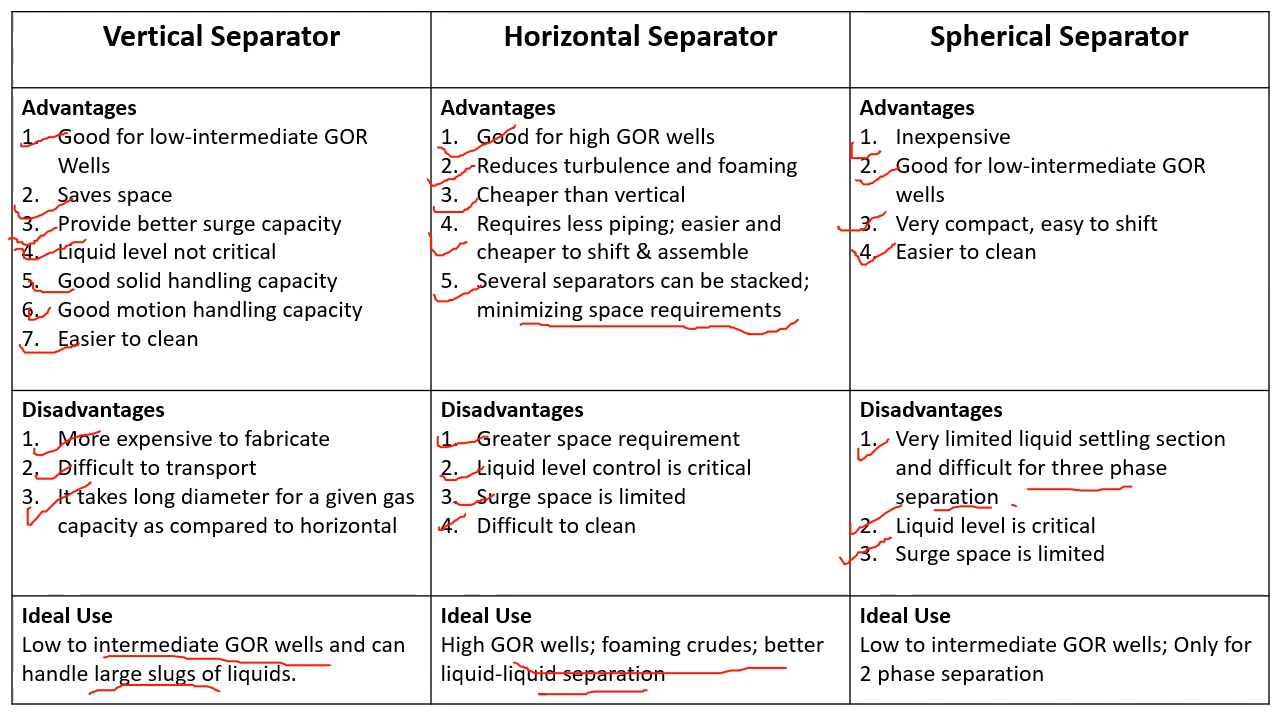 Vertical Separator
Advantages
1. Good for low-intermediate GOR
Wells
2. Saves space
3. Provide better surge capacity
4. Liquid level not critical
5. Good solid handling capacity
6. Good motion handling capacity
7. Easier to clean
Disadvantages
1. More expensive to fabricate
2. Difficult to transport
3. It takes long diameter for a given gas
capacity as compared to horizontal
Ideal Use
Low to intermediate GOR wells and can
handle large slugs of liquids.
Horizontal Separator
Advantages
1. Good for high GOR wells
2. Reduces turbulence and foaming
3. Cheaper than vertical
4. Requires less piping; easier and
cheaper to shift & assemble
5. Several separators can be stacked;
minimizing space requirements
Disadvantages
1. Greater space requirement
2. Liquid level control is critical
3. Surge space is limited
4. Difficult to clean
Ideal Use
High GOR wells; foaming crudes; better
liquid-liquid separation
Spherical Separator
Advantages
1. Inexpensive
2. Good for low-intermediate GOR
wells
3. Very compact, easy to shift
4. Easier to clean
Disadvantages
1. Very limited liquid settling section
and difficult for three phase
separation
2. Liquid level is critical
3. Surge space is limited
Ideal Use
Low to intermediate GOR wells; Only for
2 phase separation